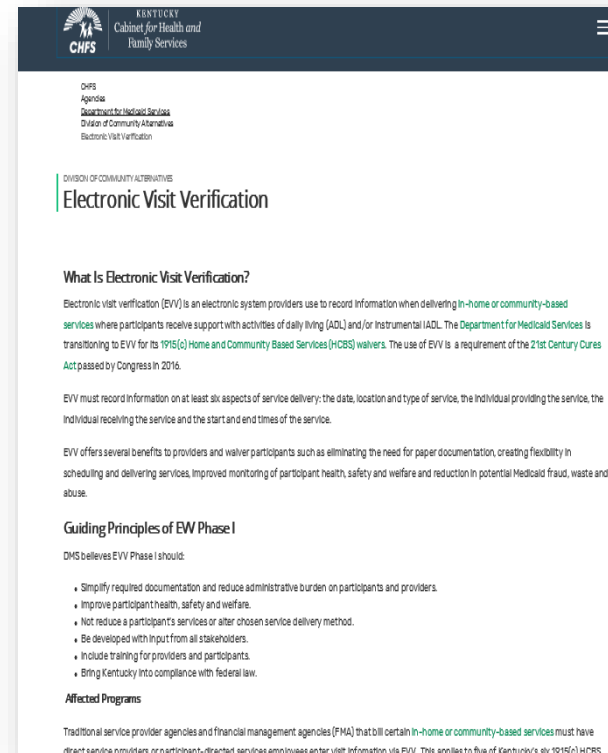 KENTUCKY
Cabinet for Health and
Family Services
CHFS
CHFS
Agencies
Department for Medicaid Services
Division of Community Alternatives
Electronic Visit Verification
DIVISION OF COMMUNITY ALTERNATIVES
Electronic Visit Verification
What Is Electronic Visit Verification?
Electronic visit verification (EVV) is an electronic system providers use to record information when delivering in-home or community-based
services where participants receive support with activities of daily living (ADL) and/or instrumental IADL. The Department for Medicaid Services is
transitioning to EVV for its 1915(c) Home and Community Based Services (HCBS) waivers. The use of EVV is a requirement of the 21st Century Cures
Act passed by Congress in 2016.
EVV must record information on at least six aspects of service delivery: the date, location and type of service, the individual providing the service, the
individual receiving the service and the start and end times of the service.
EVV offers several benefits to providers and waiver participants such as eliminating the need for paper documentation, creating flexibility in
scheduling and delivering services, improved monitoring of participant health, safety and welfare and reduction in potential Medicaid fraud, waste and
abuse.
Guiding Principles of EVV Phase I
DMS believes EVV Phase I should:
• Simplify required documentation and reduce administrative burden on participants and providers.
• Improve participant health, safety and welfare.
• Not reduce a participant's services or alter chosen service delivery method.
• Be developed with input from all stakeholders.
• Include training for providers and participants.
• Bring Kentucky into compliance with federal law.
Affected Programs
Traditional service provider agencies and financial management agencies (FMA) that bill certain in-home or community-based services must have
direct service providers or participant-directed services employees enter visit infomation via EVV. This applies to five of Kentucky's six 1915(c) HCBS